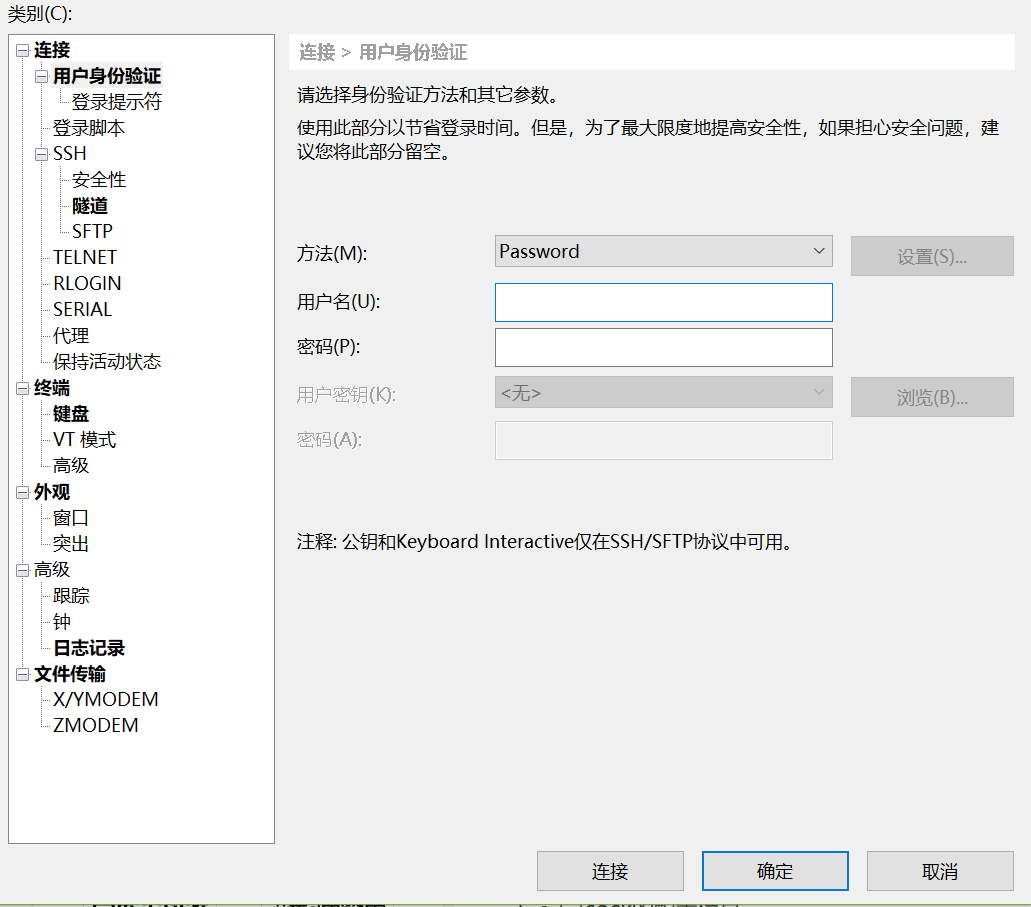 类别(C):
连接
用户身份验证
登录提示符
登录脚本
SSH
安全性
隧道
SFTP
TELNET
RLOGIN
SERIAL
代理
保持活动状态
终端
键盘
VT 模式
高级
外观
窗口
突出
高级
跟踪
钟
日志记录
文件传输
X/YMODEM
ZMODEM
连接 > 用户身份验证
请选择身份验证方法和其它参数。
使用此部分以节省登录时间。但是，为了最大限度地提高安全性，如果担心安全问题，建
议您将此部分留空。
方法(M):
Password
设置(S)...
用户名(U):
密码(P):
用户密钥(K):
<无>
浏览(B)...
密码(A):
注释: 公钥和Keyboard Interactive仅在SSH/SFTP协议中可用。
连接
确定
取消